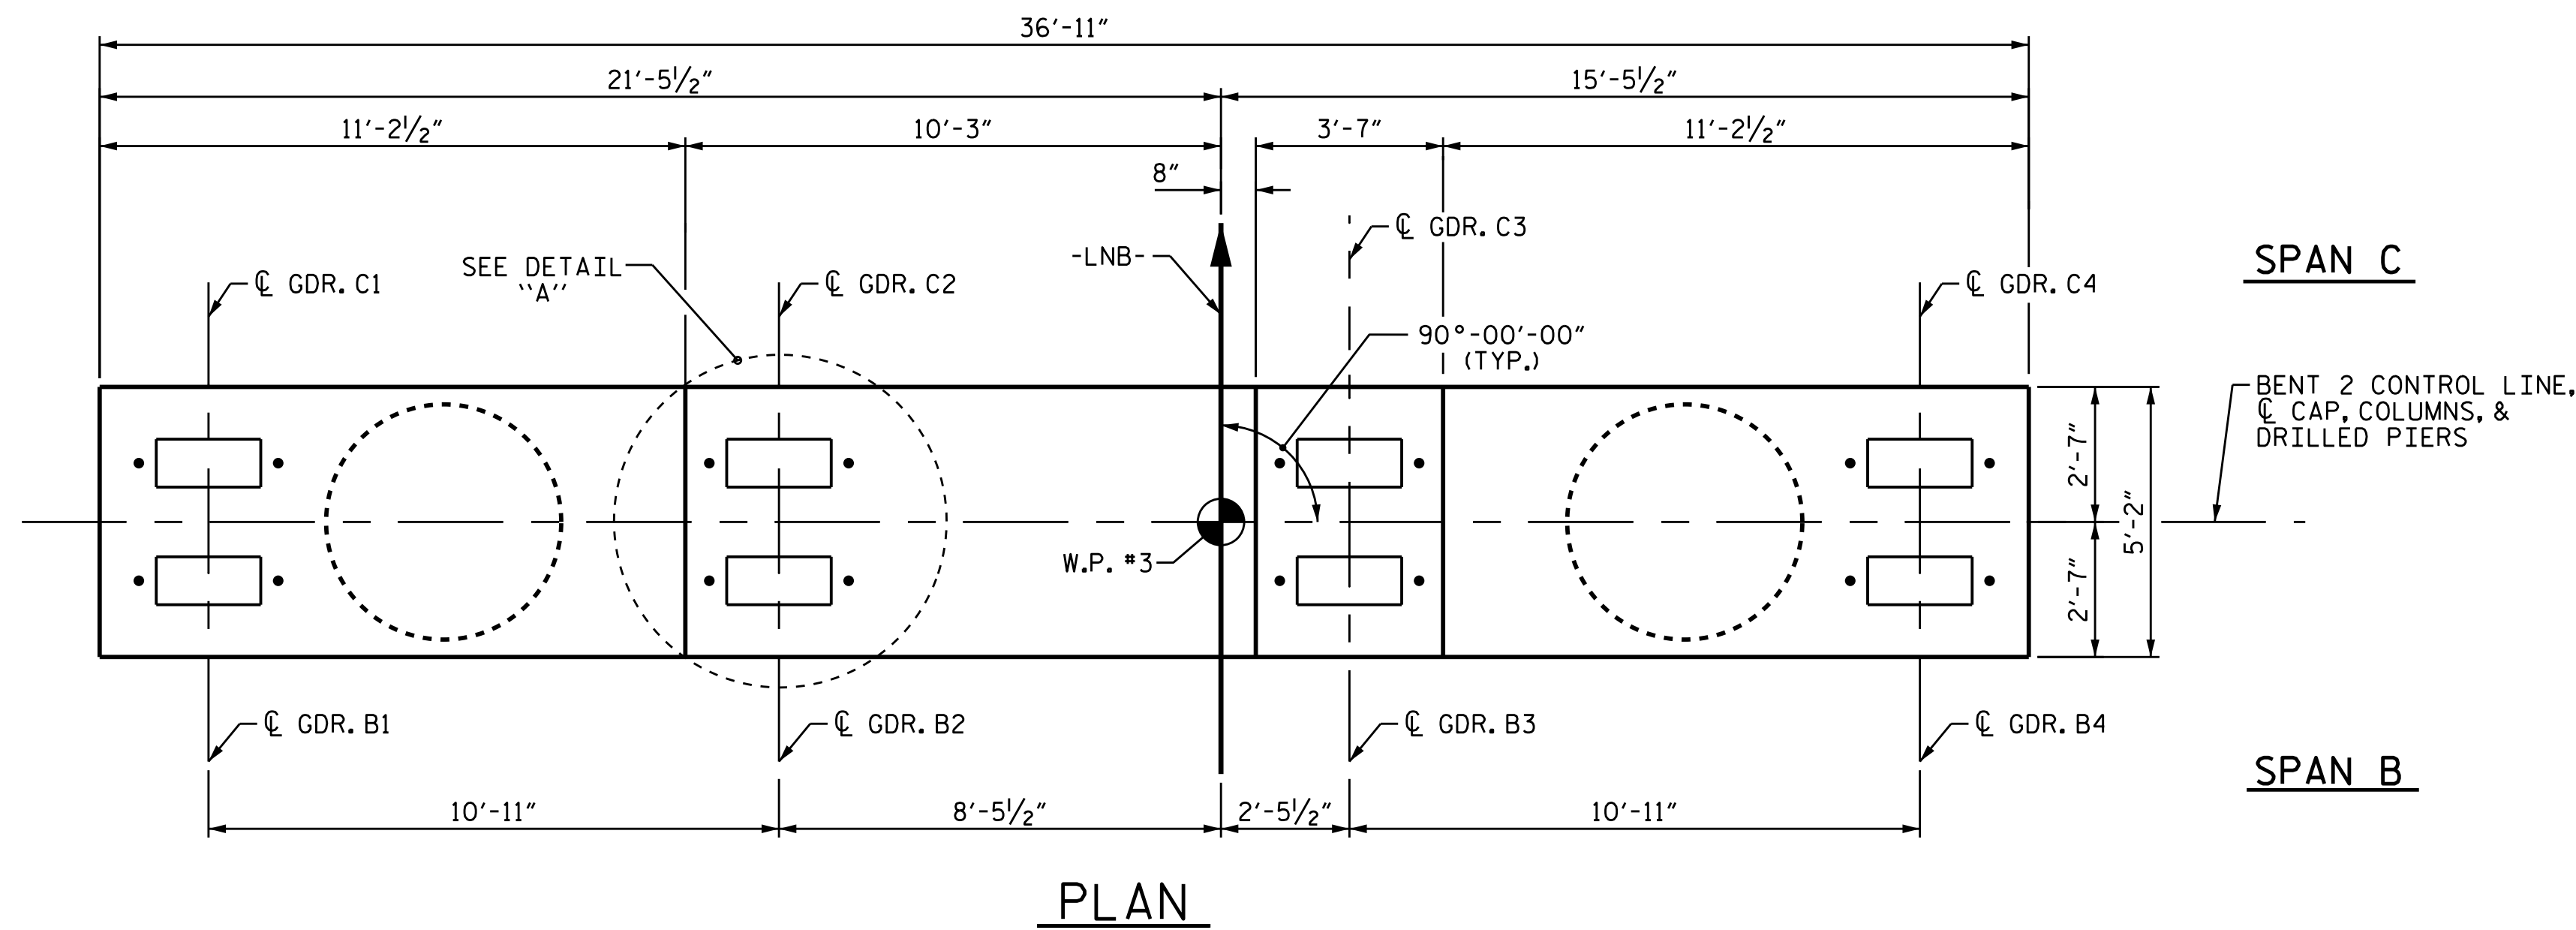 36'-11"
21'-5½"
15'-5½"
11'-2½"
10'-3"
3'-7"
11'-2½"
8"
℄ GDR. C3
-LNB-
SPAN C
SEE DETAIL
"A"
℄ GDR. C1
℄ GDR. C2
℄ GDR. C4
90°-00'-00"
(TYP.)
BENT 2 CONTROL LINE,
℄ CAP, COLUMNS, &
DRILLED PIERS
2'-7"
5'-2"
W.P. #3
2'-7"
℄ GDR. B1
℄ GDR. B2
℄ GDR. B3
℄ GDR. B4
SPAN B
10'-11"
8'-5½"
2'-5½"
10'-11"
PLAN